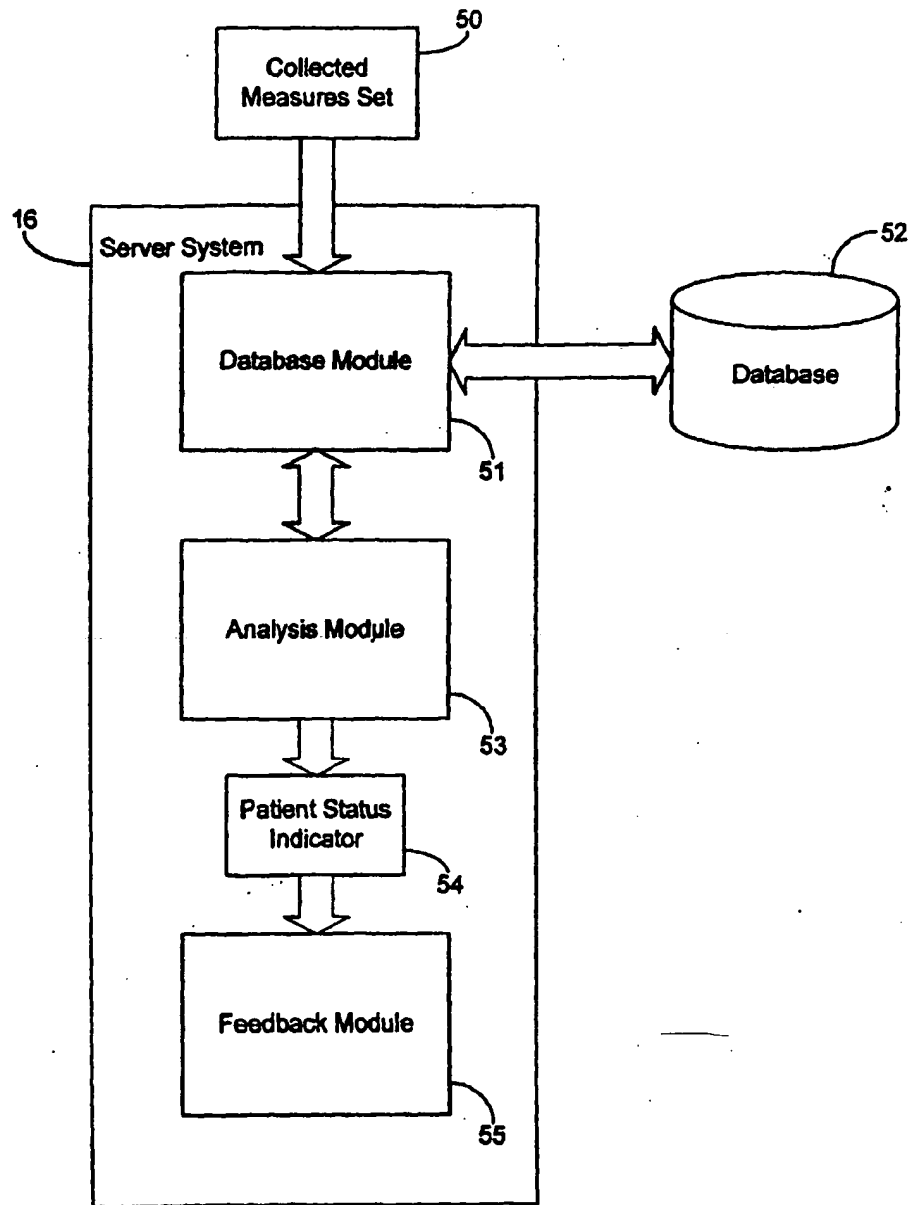 50
Collected
Measures Set
16
Server System
52
Database Module
Database
51
Analysis Module
53
Patient Status
Indicator
54
Feedback Module
55